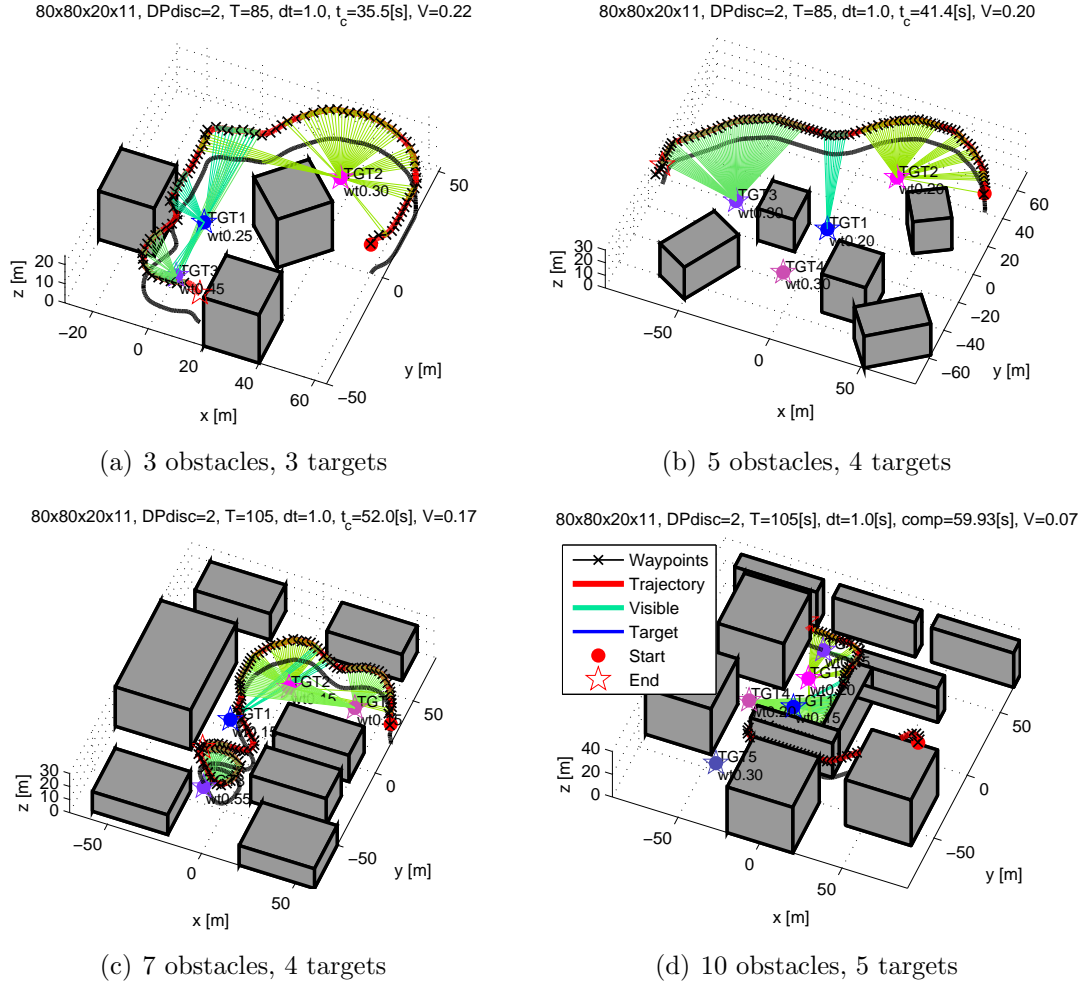 80x80x20x11, DPdisc=2, T=85, dt=1.0, t_c=35.5[s], V=0.22
TGT2
wt0.30
TGT1
wt0.25
TGT3
wt0.45
20
10
0
z [m]
−20
0
20
40
60
x [m]
−50
0
50
y [m]
(a) 3 obstacles, 3 targets
80x80x20x11, DPdisc=2, T=85, dt=1.0, t_c=41.4[s], V=0.20
TGT2
wt0.20
TGT3
wt0.30
TGT1
wt0.20
TGT4
wt0.30
30
20
10
0
z [m]
−50
0
50
x [m]
−60
−40
−20
0
20
40
60
y [m]
(b) 5 obstacles, 4 targets
80x80x20x11, DPdisc=2, T=105, dt=1.0, t_c=52.0[s], V=0.17
TGT2
TGT1
wt0.55
30
20
10
0
z [m]
−50
0
50
x [m]
−50
0
50
y [m]
(c) 7 obstacles, 4 targets
80x80x20x11, DPdisc=2, T=105[s], dt=1.0[s], comp=59.93[s], V=0.07
Waypoints
Trajectory
Visible
Target
Start
End
TGT4
TGT1
wt0.15
TGT5
wt0.30
40
20
0
z [m]
−50
0
50
x [m]
−50
0
50
y [m]
(d) 10 obstacles, 5 targets